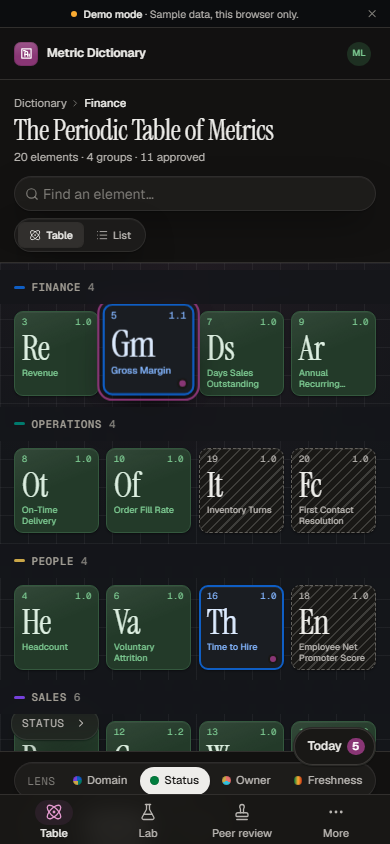 Demo mode · Sample data, this browser only.
Metric Dictionary
ML
Dictionary > Finance
The Periodic Table of Metrics
20 elements · 4 groups · 11 approved
Find an element…
Table
List
FINANCE 4
3 1.0
Re
Revenue
5 1.1
Gm
Gross Margin
7 1.0
Ds
Days Sales
Outstanding
9 1.0
Ar
Annual
Recurring…
OPERATIONS 4
8 1.0
Ot
On-Time
Delivery
10 1.0
Of
Order Fill Rate
19 1.0
It
Inventory Turns
20 1.0
Fc
First Contact
Resolution
PEOPLE 4
4 1.0
He
Headcount
6 1.0
Va
Voluntary
Attrition
16 1.0
Th
Time to Hire
18 1.0
En
Employee Net
Promoter Score
SALES 6
STATUS >
12 1.2
13 1.0
Today 5
LENS
Domain
Status
Owner
Freshness
Table
Lab
Peer review
More